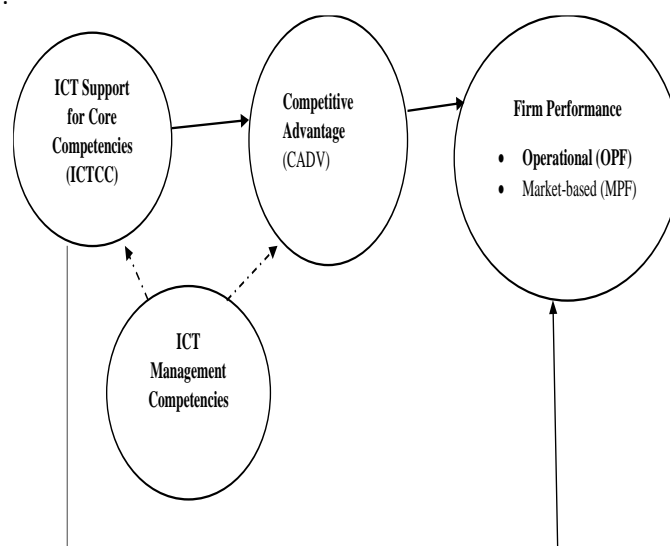 .
ICT Support
for Core
Competencies
(ICTCC)
Competitive
Advantage
(CADV)
Firm Performance
• Operational (OPF)
• Market-based (MPF)
ICT
Management
Competencies